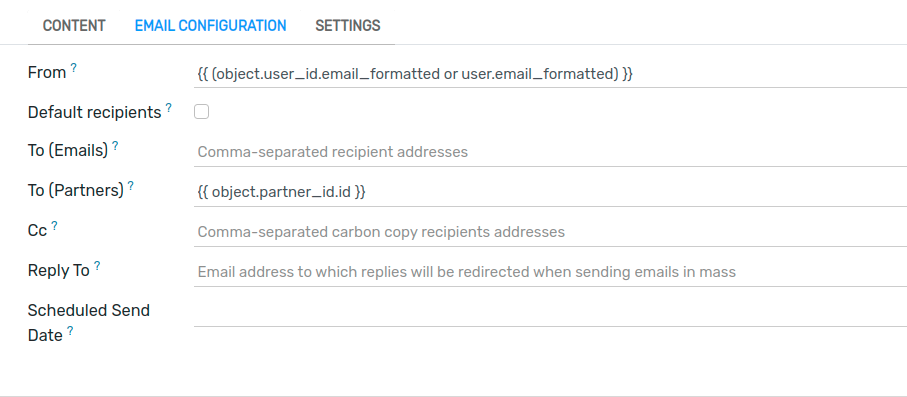 CONTENT EMAIL CONFIGURATION SETTINGS
From ? {{ (object.user_id.email_formatted or user.email_formatted) }}
Default recipients ?
To (Emails) ? Comma-separated recipient addresses
To (Partners) ? {{ object.partner_id.id }}
Cc ? Comma-separated carbon copy recipients addresses
Reply To ? Email address to which replies will be redirected when sending emails in mass
Scheduled Send
Date ?